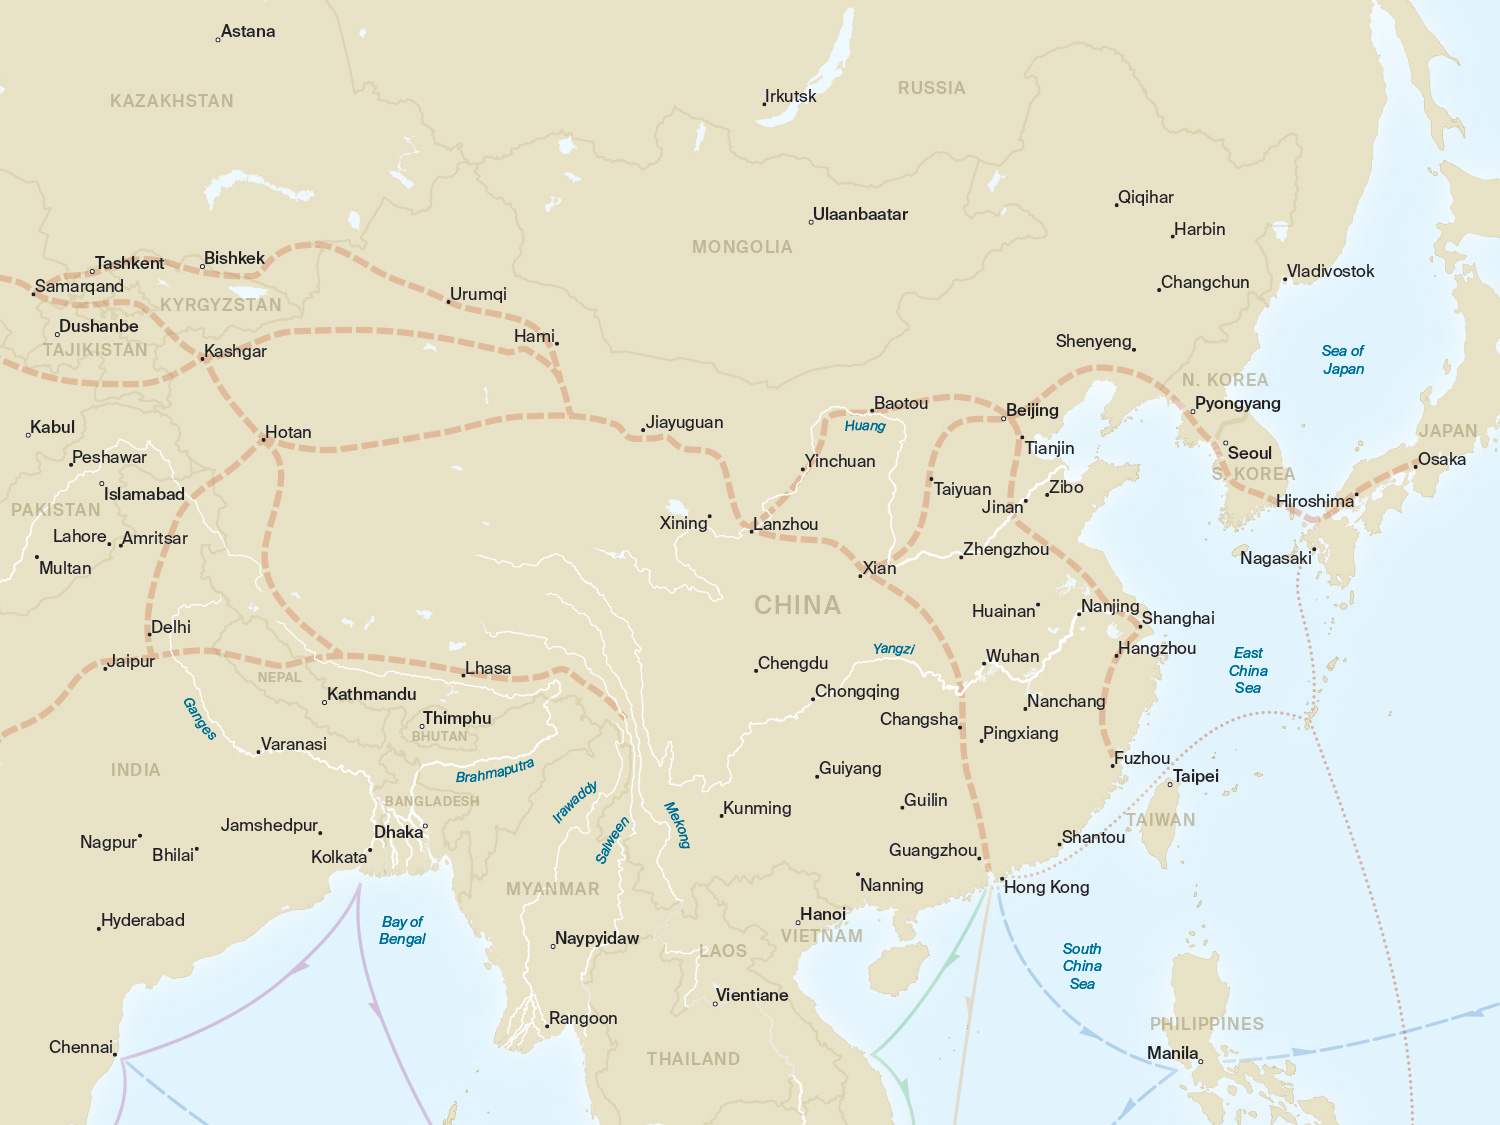 Astana
KAZAKHSTAN
RUSSIA
Irkutsk
Qiqihar
Ulaanbaatar
Harbin
MONGOLIA
Bishkek
Tashkent
Vladivostok
Samarqand
Changchun
Urumqi
KYRGYZSTAN
Dushanbe
Hami
Shenyeng
TAJIKISTAN
Kashgar
Sea of
Japan
N. KOREA
Baotou
Pyongyang
Beijing
Jiayuguan
Huang
Kabul
Hotan
JAPAN
Tianjin
Seoul
Peshawar
Yinchuan
Osaka
S. KOREA
Islamabad
Taiyuan
Zibo
Hiroshima
PAKISTAN
Jinan
Xining
Lanzhou
Lahore
Amritsar
Zhengzhou
Nagasaki
Multan
Xian
CHINA
Huainan
Nanjing
Shanghai
Delhi
Yangzi
Hangzhou
Wuhan
East
China
Sea
Jaipur
Lhasa
Chengdu
NEPAL
Kathmandu
Chongqing
Nanchang
Ganges
Thimphu
Changsha
BHUTAN
Pingxiang
Varanasi
Fuzhou
INDIA
Brahmaputra
Guiyang
Taipei
BANGLADESH
Irawaddy
Kunming
Guilin
Mekong
TAIWAN
Jamshedpur
Dhaka
Salween
Shantou
Nagpur
Bhilai
Kolkata
Guangzhou
MYANMAR
Nanning
Hong Kong
Hyderabad
Bay of
Bengal
Hanoi
VIETNAM
Naypyidaw
LAOS
South
China
Sea
Vientiane
Rangoon
PHILIPPINES
Chennai
THAILAND
Manila